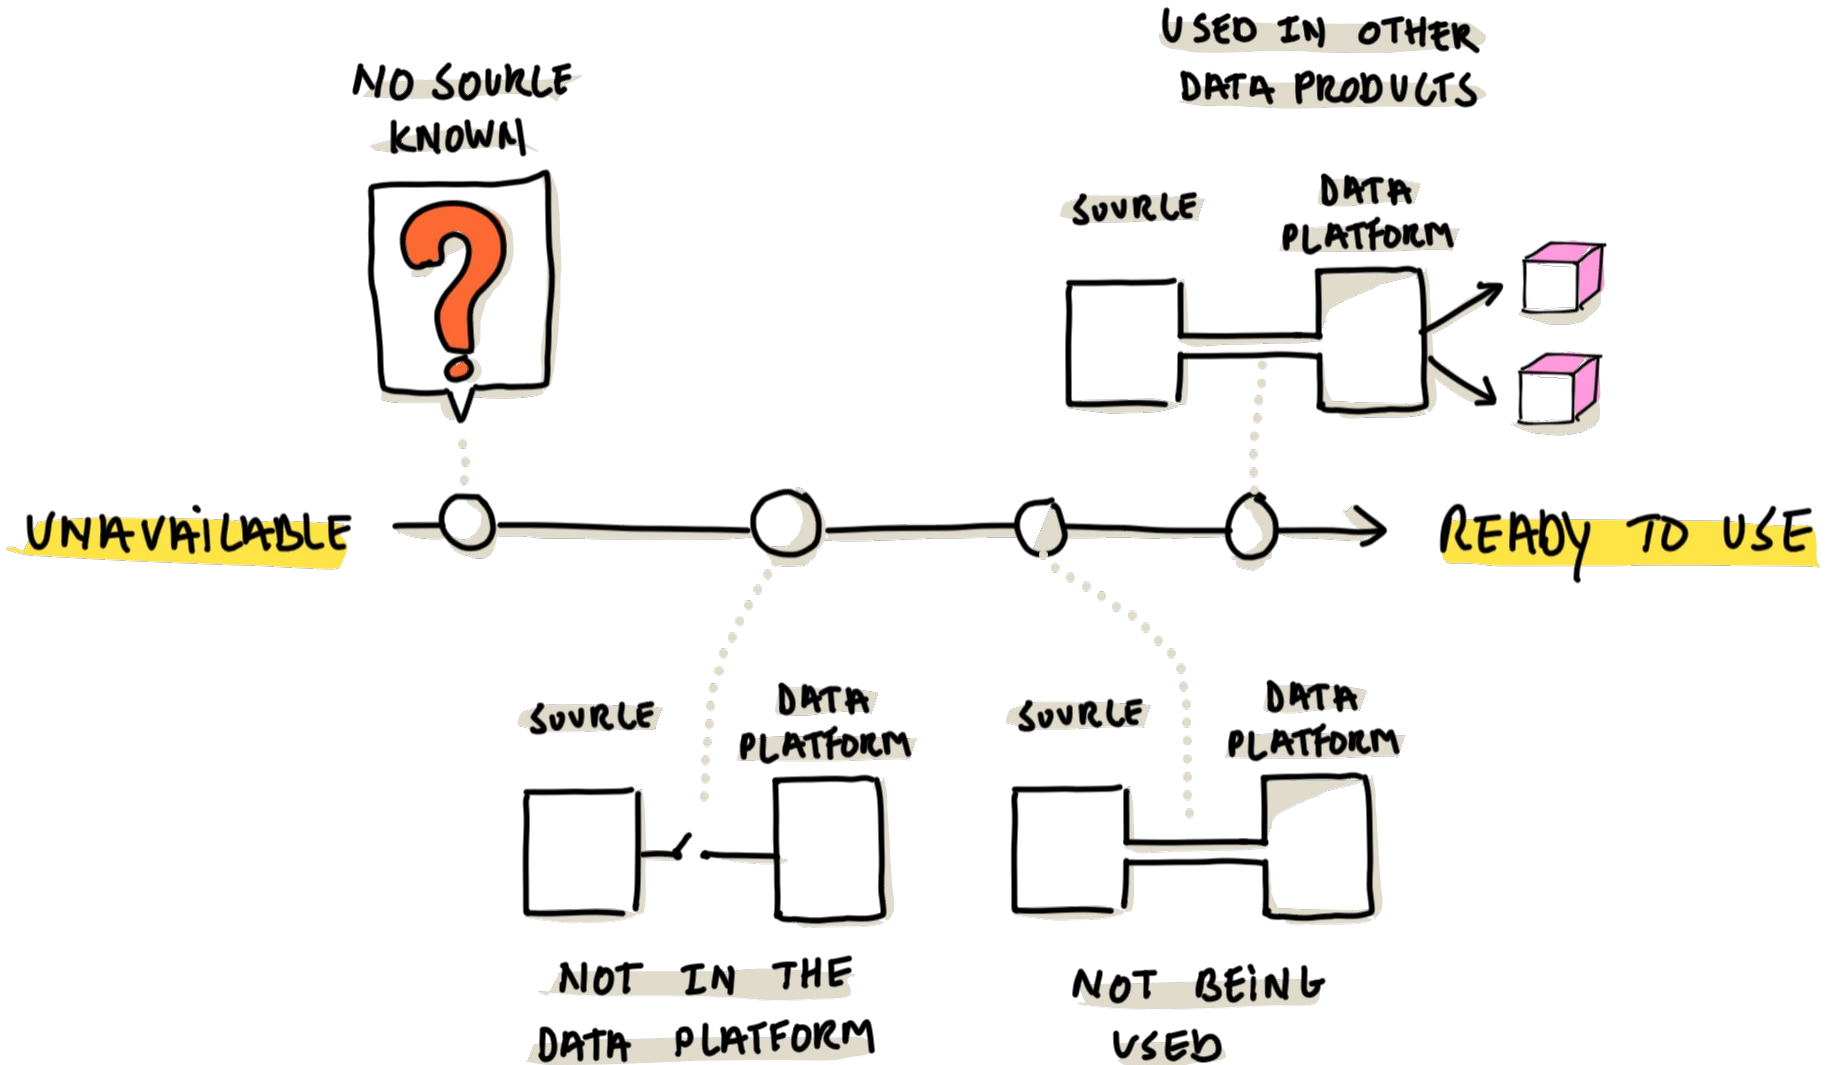 USED IN OTHER
DATA PRODUCTS
NO SOURCE
KNOWN
SOURCE
DATA
PLATFORM
?
UNAVAILABLE
READY TO USE
SOURCE
DATA
PLATFORM
NOT IN THE
DATA PLATFORM
SOURCE
DATA
PLATFORM
NOT BEING
USED